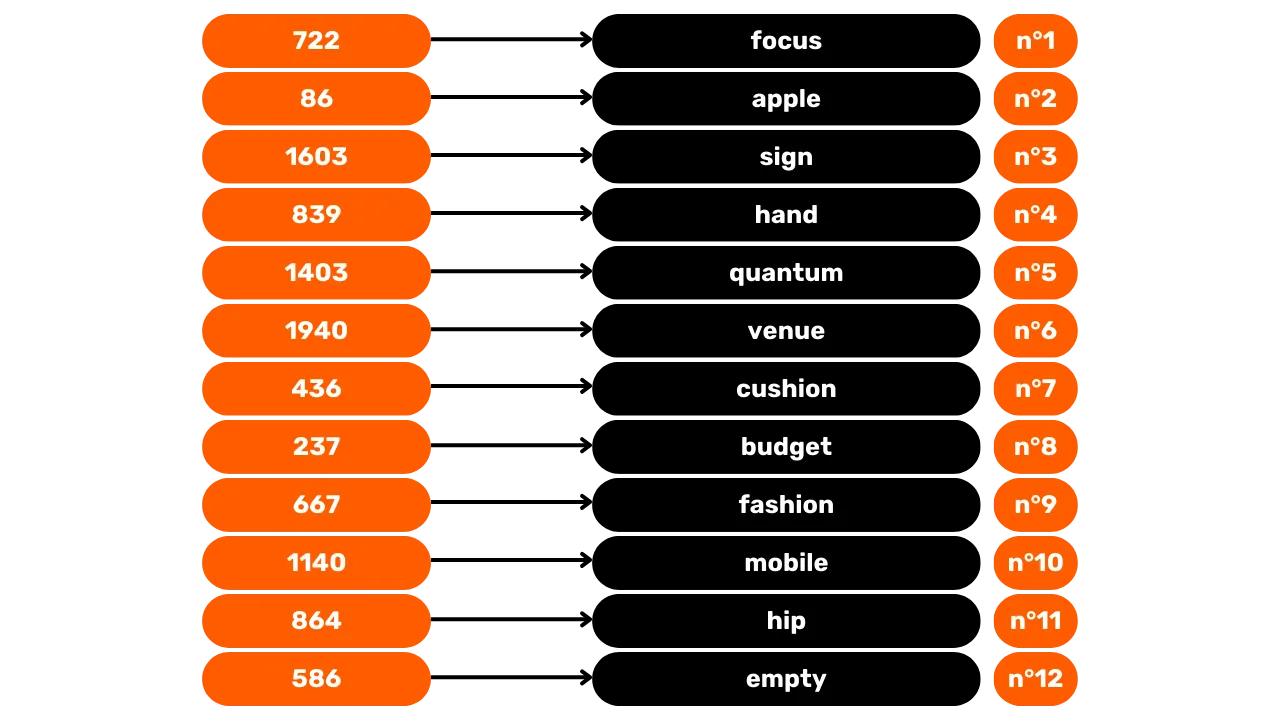 722 focus n°1
86 apple n°2
1603 sign n°3
839 hand n°4
1403 quantum n°5
1940 venue n°6
436 cushion n°7
237 budget n°8
667 fashion n°9
1140 mobile n°10
864 hip n°11
586 empty n°12